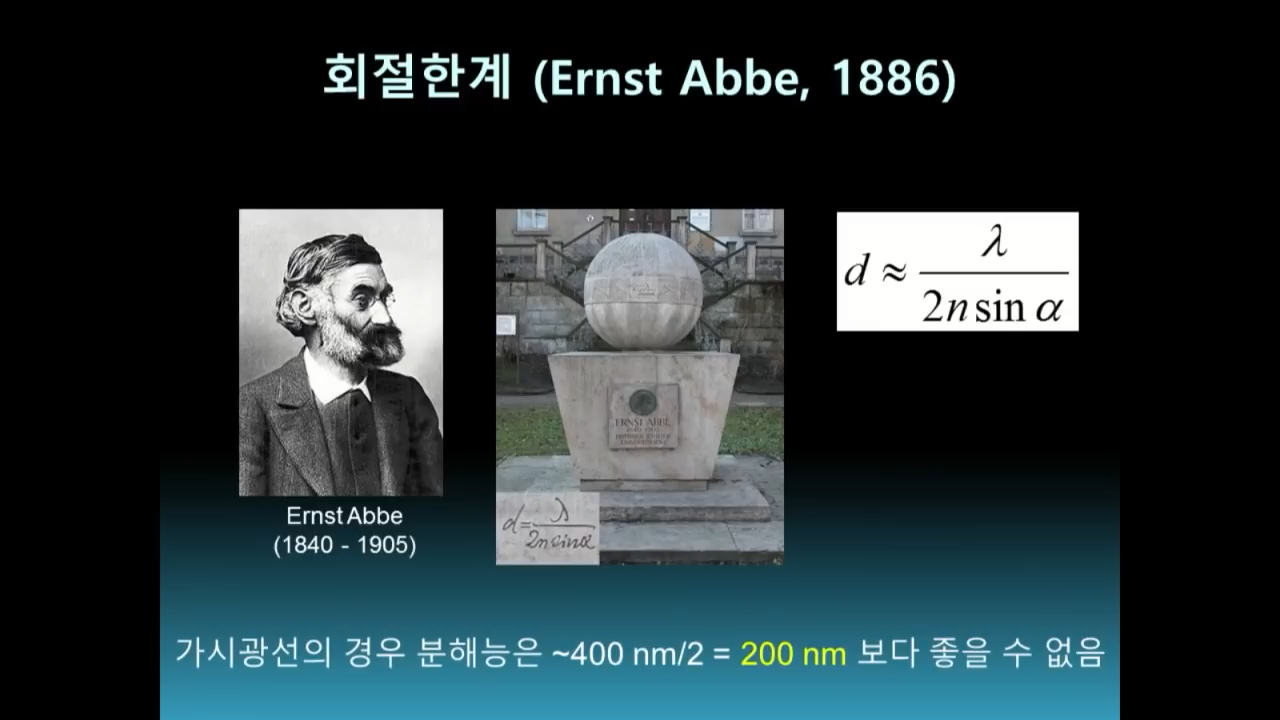 회절한계 (Ernst Abbe, 1886)
d ≈ λ / 2n sin α
ERNST ABBE
d = λ / 2n sin α
Ernst Abbe
(1840 - 1905)
가시광선의 경우 분해능은 ~400 nm/2 = 200 nm 보다 좋을 수 없음